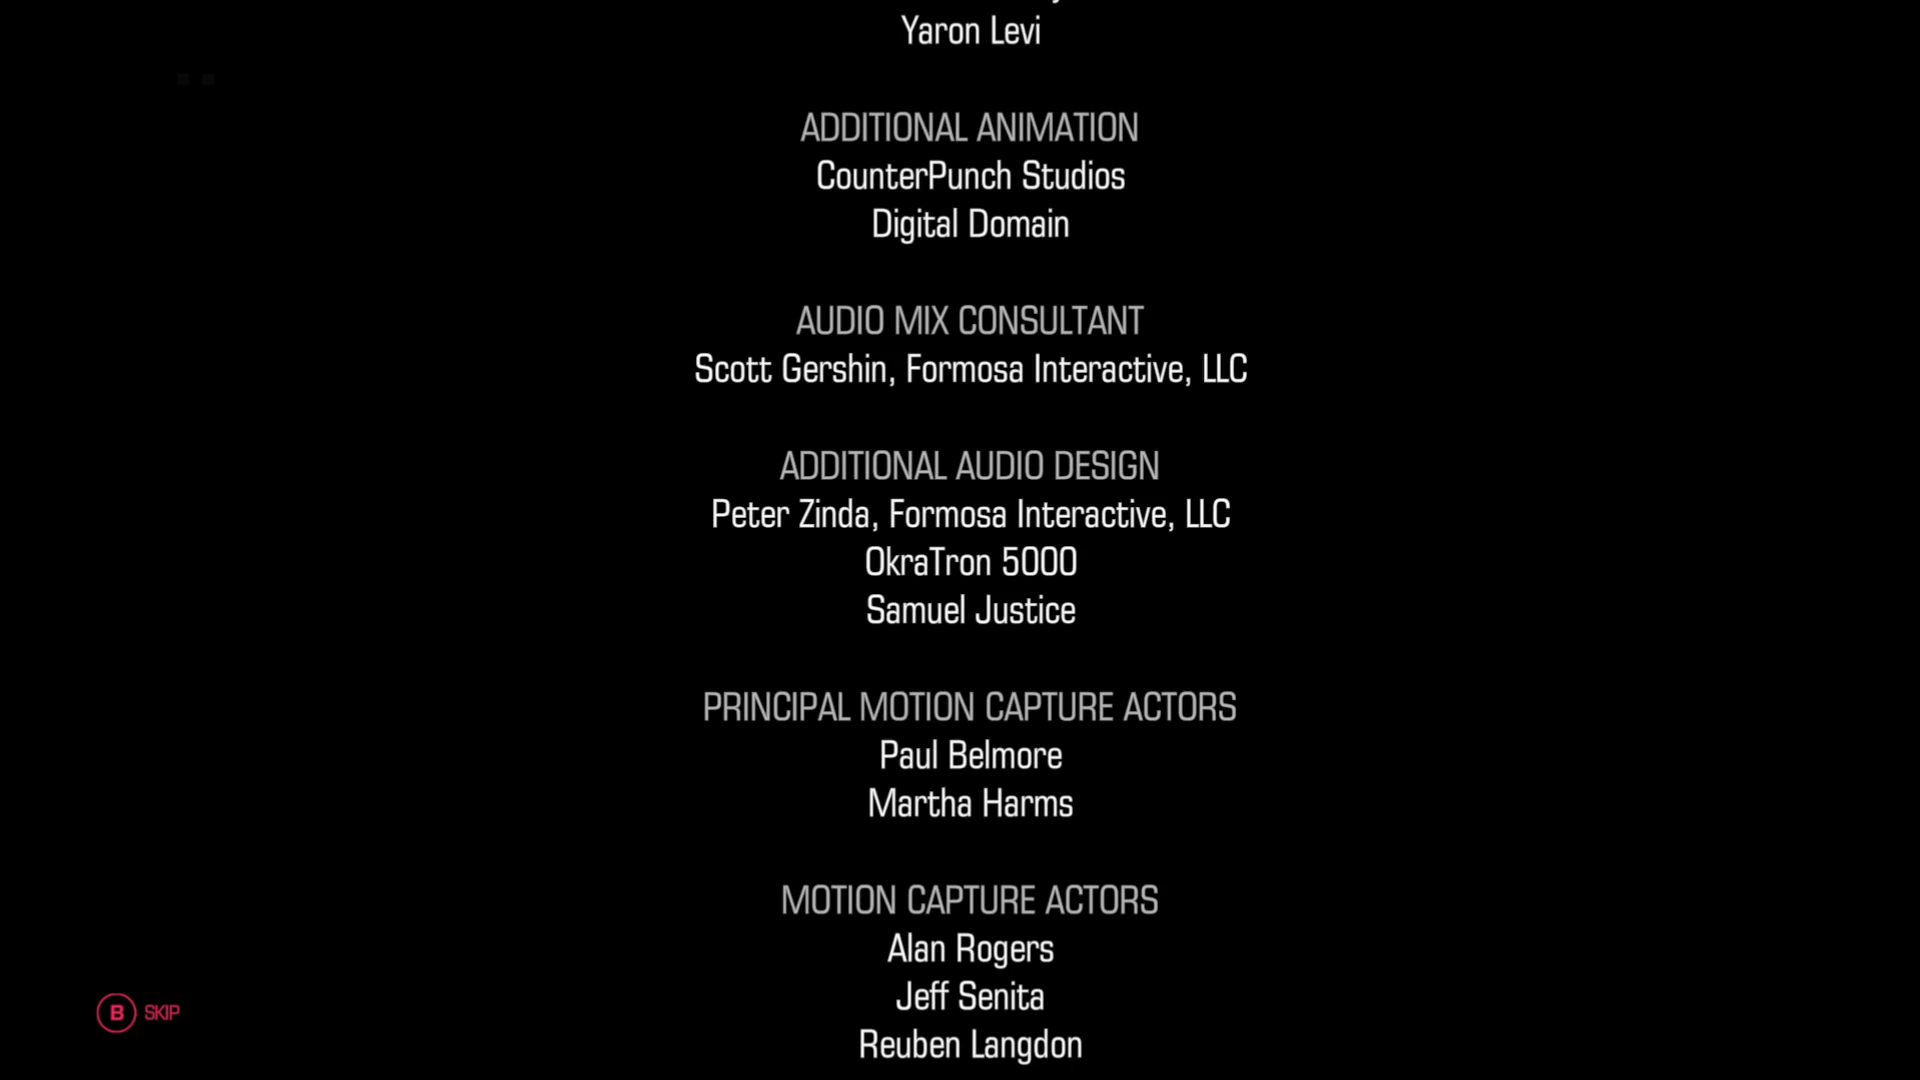 Yaron Levi
ADDITIONAL ANIMATION
CounterPunch Studios
Digital Domain
AUDIO MIX CONSULTANT
Scott Gershin, Formosa Interactive, LLC
ADDITIONAL AUDIO DESIGN
Peter Zinda, Formosa Interactive, LLC
OkraTron 5000
Samuel Justice
PRINCIPAL MOTION CAPTURE ACTORS
Paul Belmore
Martha Harms
MOTION CAPTURE ACTORS
Alan Rogers
Jeff Senita
Reuben Langdon
B SKIP